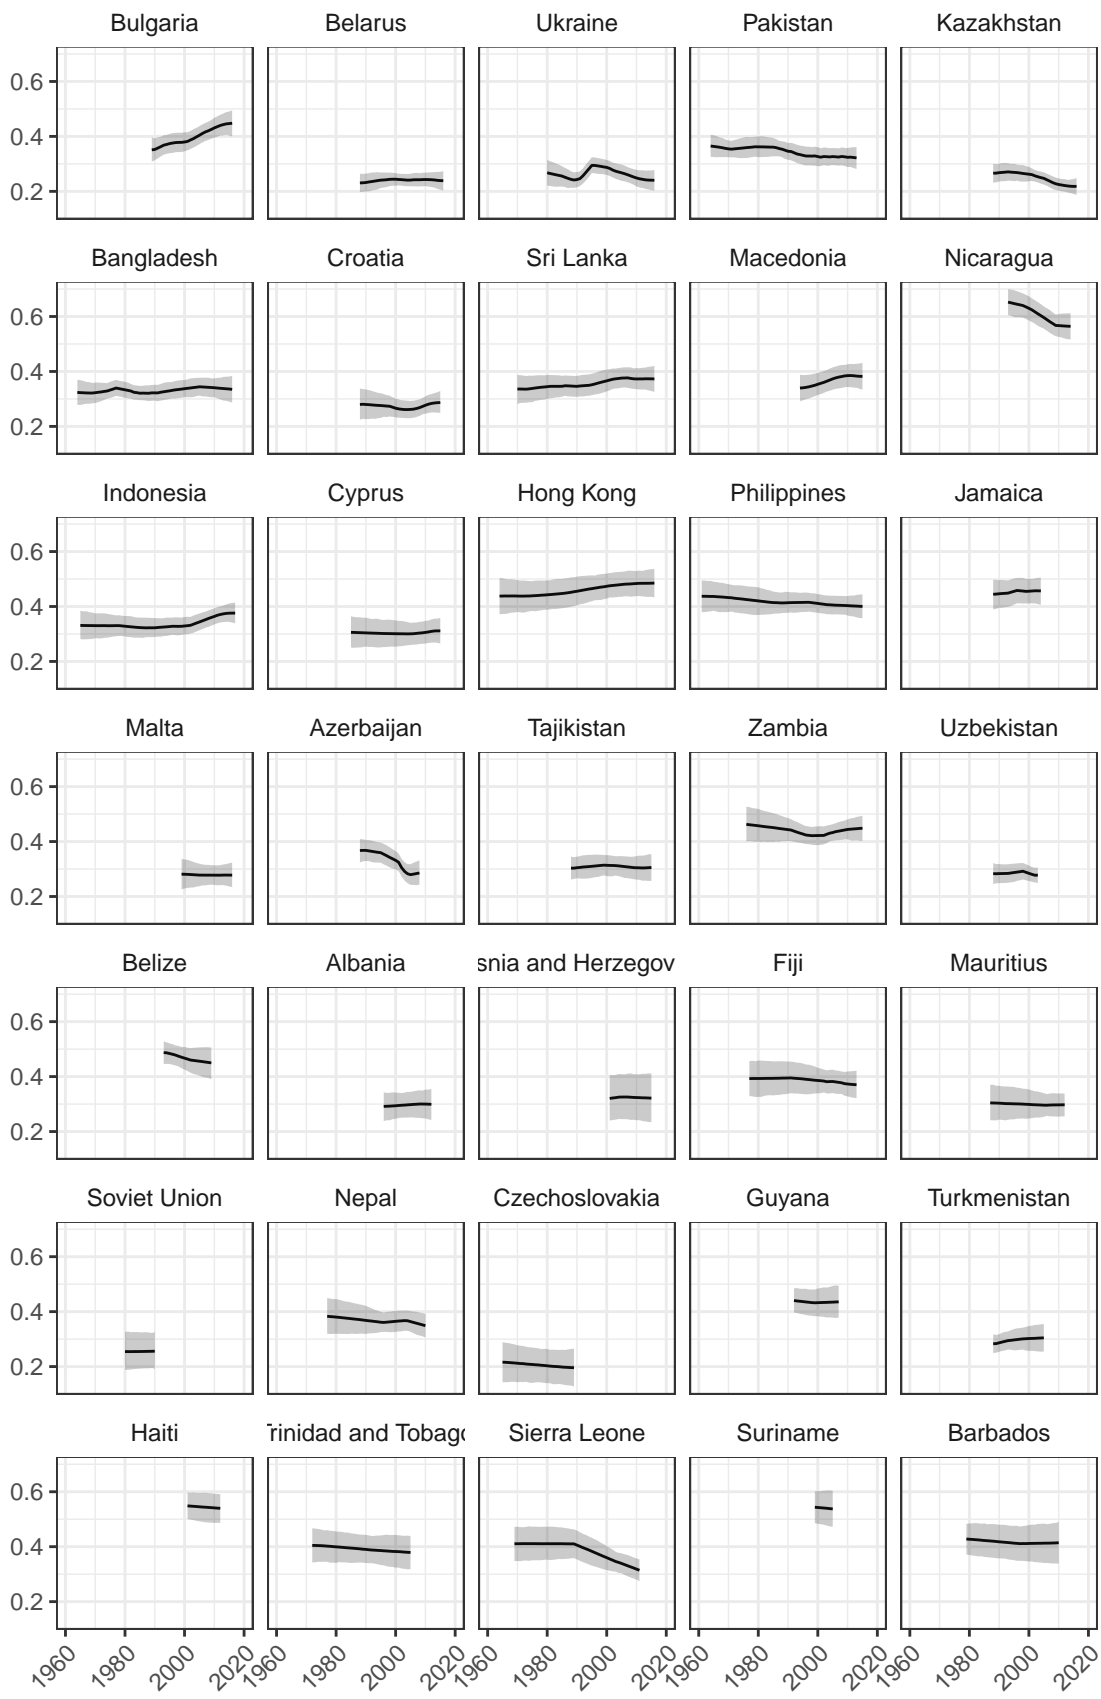 Bulgaria Belarus Ukraine Pakistan Kazakhstan
0.6
0.4
0.2
Bangladesh Croatia Sri Lanka Macedonia Nicaragua
0.6
0.4
0.2
Indonesia Cyprus Hong Kong Philippines Jamaica
0.6
0.4
0.2
Malta Azerbaijan Tajikistan Zambia Uzbekistan
0.6
0.4
0.2
Belize Albania snia and Herzegov Fiji Mauritius
0.6
0.4
0.2
Soviet Union Nepal Czechoslovakia Guyana Turkmenistan
0.6
0.4
0.2
Haiti Trinidad and Tobago Sierra Leone Suriname Barbados
0.6
0.4
0.2
1960 1980 2000 2020 1960 1980 2000 2020 1960 1980 2000 2020 1960 1980 2000 2020 1960 1980 2000 2020